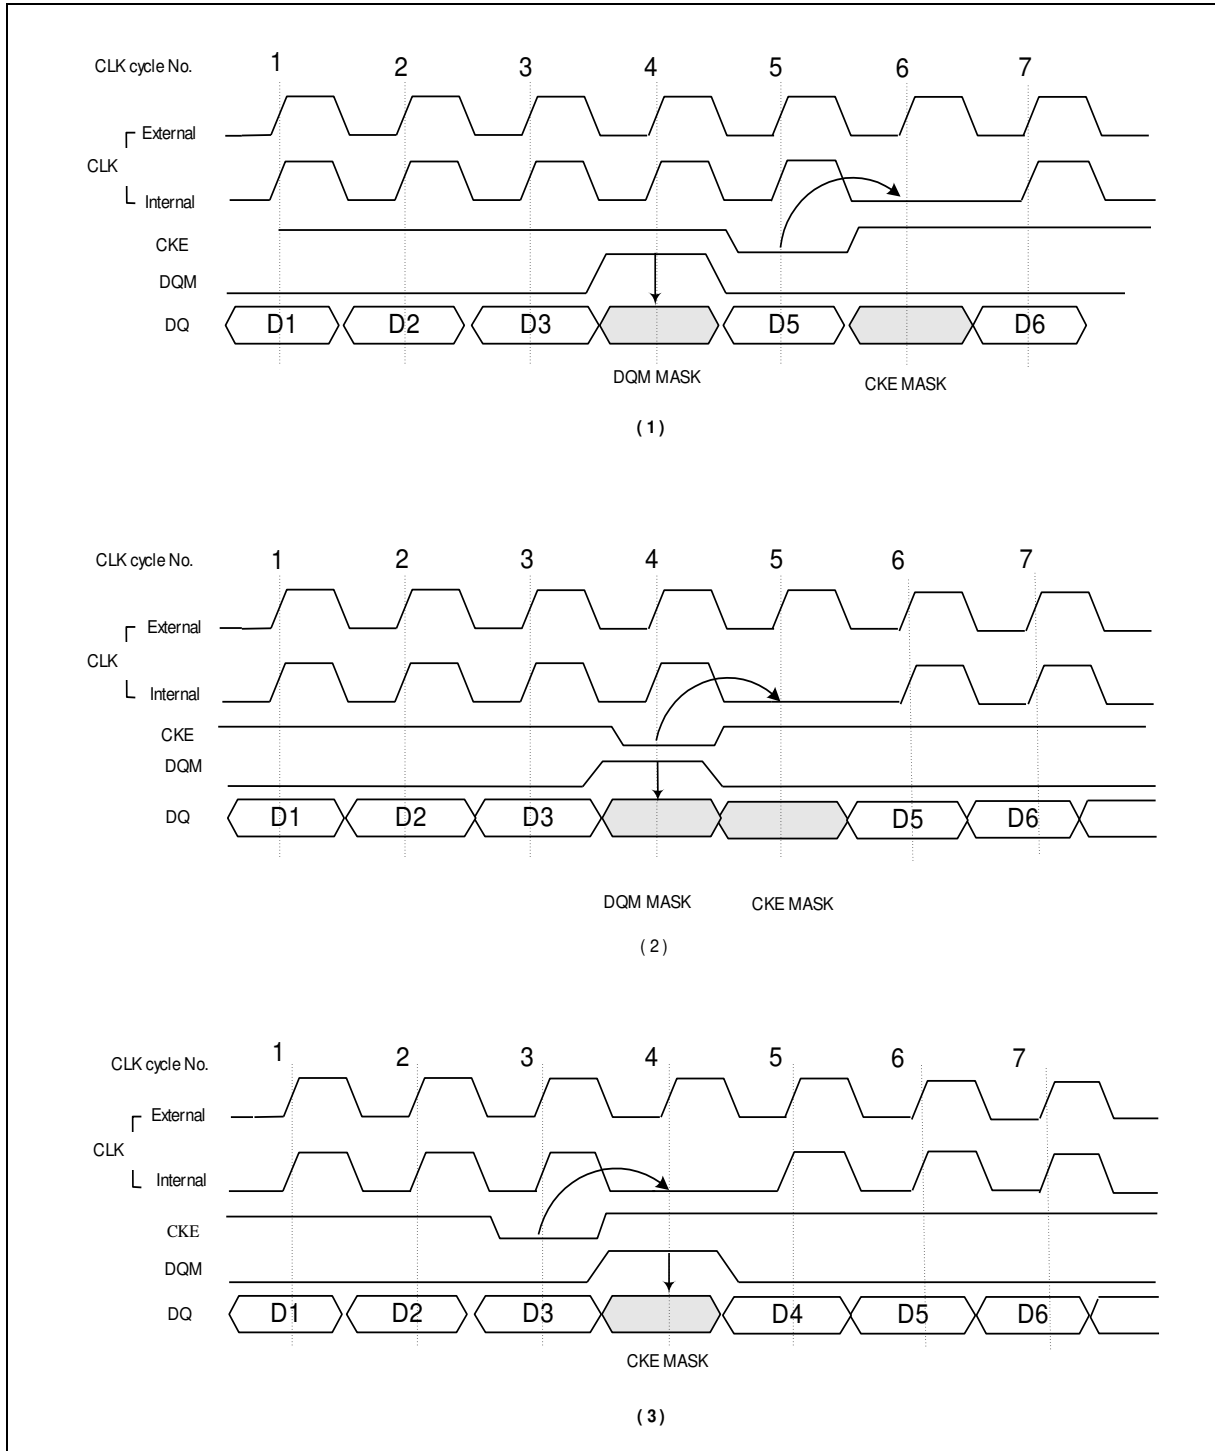 CLK cycle No. 1 2 3 4 5 6 7
External
CLK
Internal
CKE
DQM
DQ D1 D2 D3 D5 D6
DQM MASK CKE MASK
( 1 )
CLK cycle No. 1 2 3 4 5 6 7
External
CLK
Internal
CKE
DQM
DQ D1 D2 D3 D5 D6
DQM MASK CKE MASK
( 2 )
CLK cycle No. 1 2 3 4 5 6 7
External
CLK
Internal
CKE
DQM
DQ D1 D2 D3 D4 D5 D6
CKE MASK
( 3 )